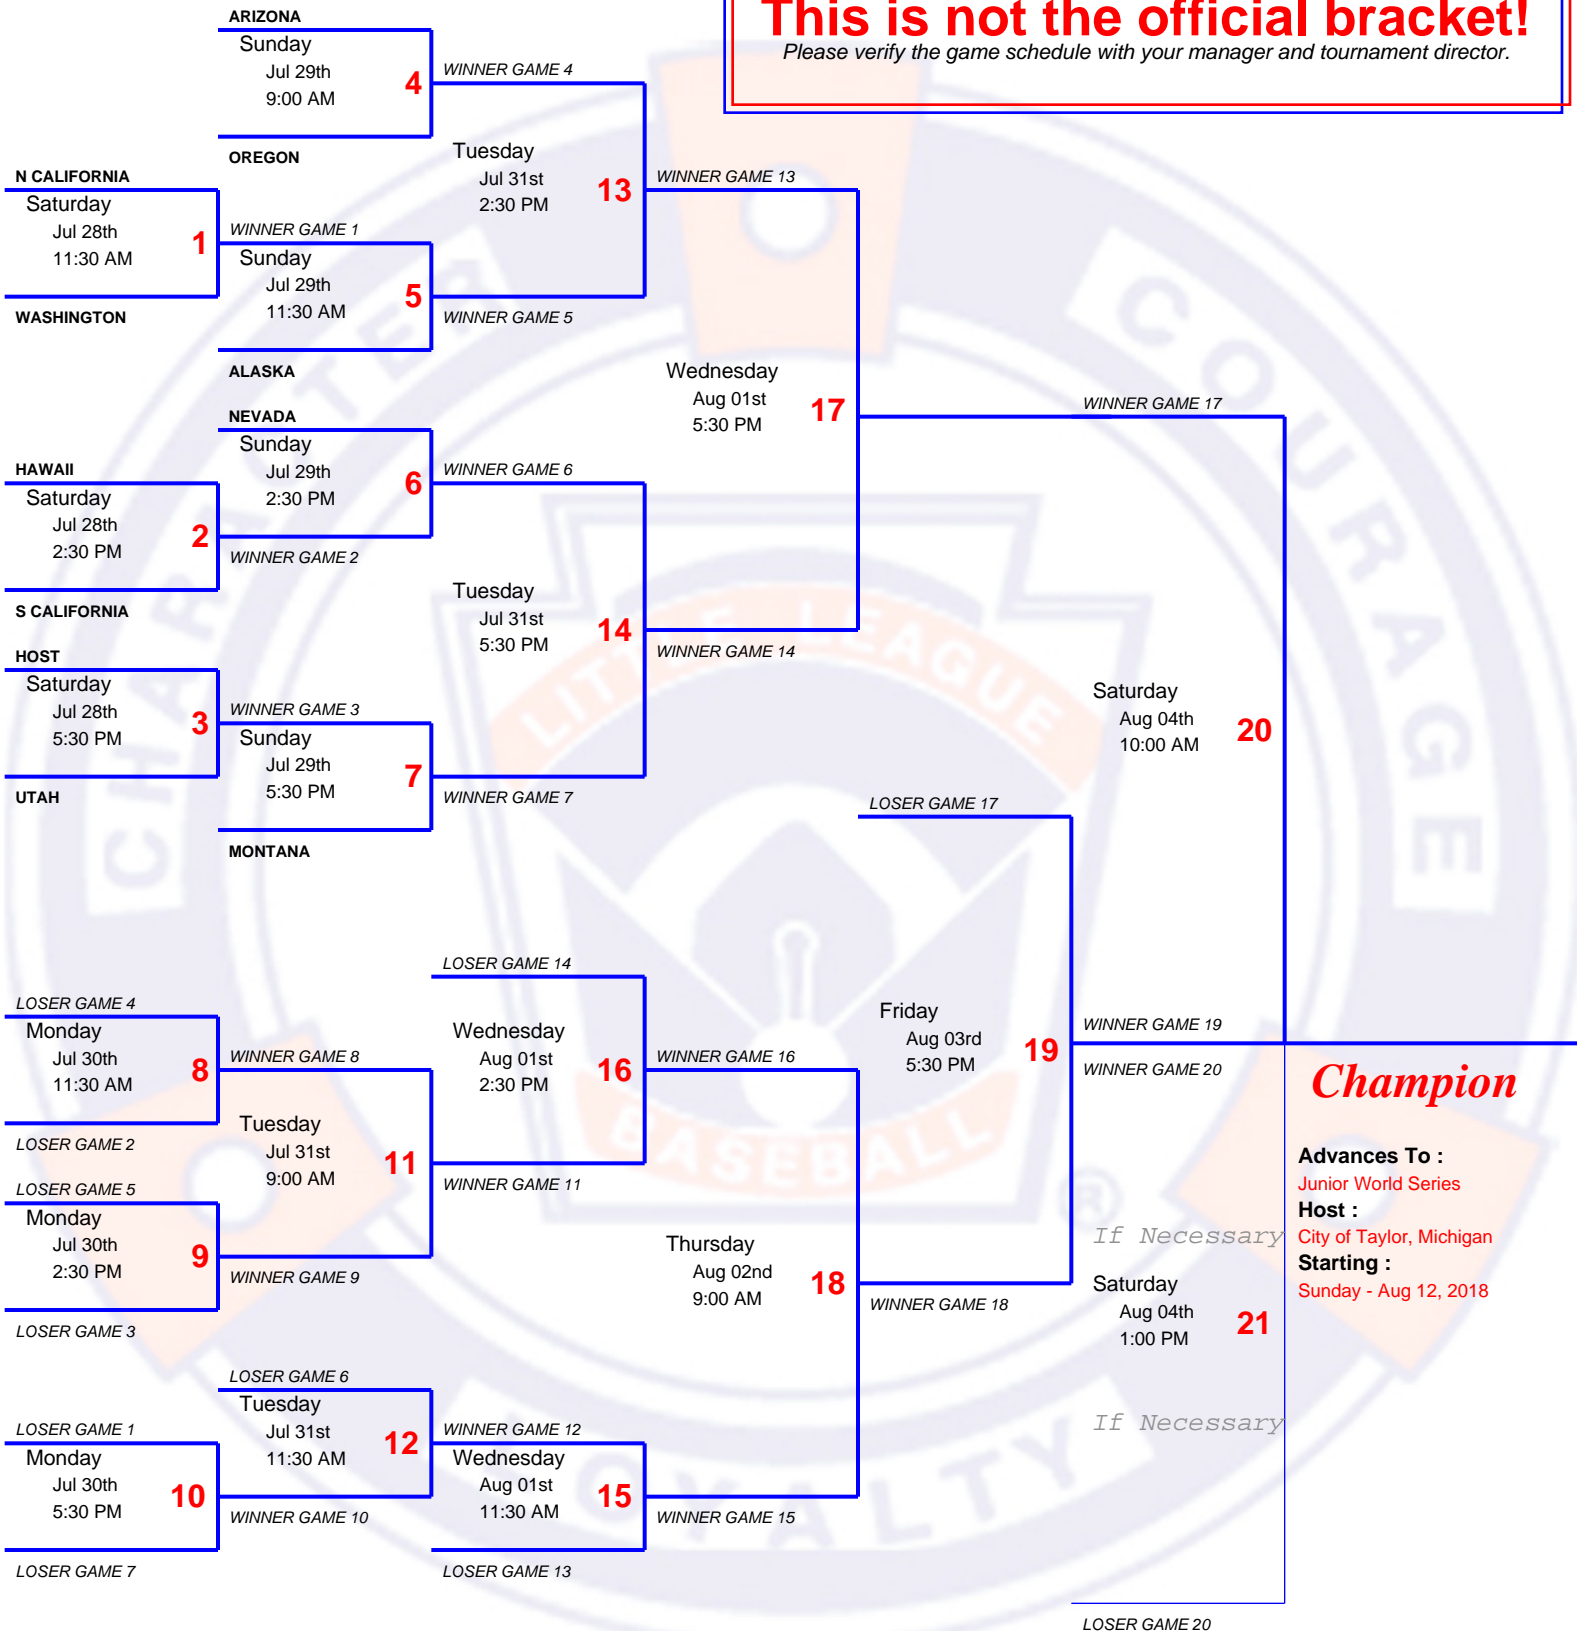 This is not the official bracket!
Please verify the game schedule with your manager and tournament director.
ARIZONA
Sunday
Jul 29th
9:00 AM
4
OREGON
WINNER GAME 4
N CALIFORNIA
Saturday
Jul 28th
11:30 AM
1
WASHINGTON
WINNER GAME 1
Sunday
Jul 29th
11:30 AM
5
ALASKA
WINNER GAME 5
Tuesday
Jul 31st
2:30 PM
13
WINNER GAME 13
NEVADA
Sunday
Jul 29th
2:30 PM
6
WINNER GAME 2
WINNER GAME 6
HAWAII
Saturday
Jul 28th
2:30 PM
2
S CALIFORNIA
Tuesday
Jul 31st
5:30 PM
14
WINNER GAME 14
HOST
Saturday
Jul 28th
5:30 PM
3
UTAH
WINNER GAME 3
Sunday
Jul 29th
5:30 PM
7
MONTANA
WINNER GAME 7
Wednesday
Aug 01st
5:30 PM
17
WINNER GAME 17
Saturday
Aug 04th
10:00 AM
20
LOSER GAME 17
Friday
Aug 03rd
5:30 PM
19
WINNER GAME 19
WINNER GAME 20
LOSER GAME 14
Wednesday
Aug 01st
2:30 PM
16
WINNER GAME 11
WINNER GAME 16
LOSER GAME 4
Monday
Jul 30th
11:30 AM
8
LOSER GAME 2
WINNER GAME 8
Tuesday
Jul 31st
9:00 AM
11
LOSER GAME 5
Monday
Jul 30th
2:30 PM
9
LOSER GAME 3
WINNER GAME 9
Thursday
Aug 02nd
9:00 AM
18
WINNER GAME 18
LOSER GAME 6
Tuesday
Jul 31st
11:30 AM
12
WINNER GAME 10
LOSER GAME 1
Monday
Jul 30th
5:30 PM
10
LOSER GAME 7
WINNER GAME 12
Wednesday
Aug 01st
11:30 AM
15
LOSER GAME 13
WINNER GAME 15
If Necessary
Saturday
Aug 04th
1:00 PM
21
If Necessary
LOSER GAME 20
Champion
Advances To :
Junior World Series
Host :
City of Taylor, Michigan
Starting :
Sunday - Aug 12, 2018
CHARACTER
COURAGE
LOYALTY
LITTLE LEAGUE
BASEBALL
®